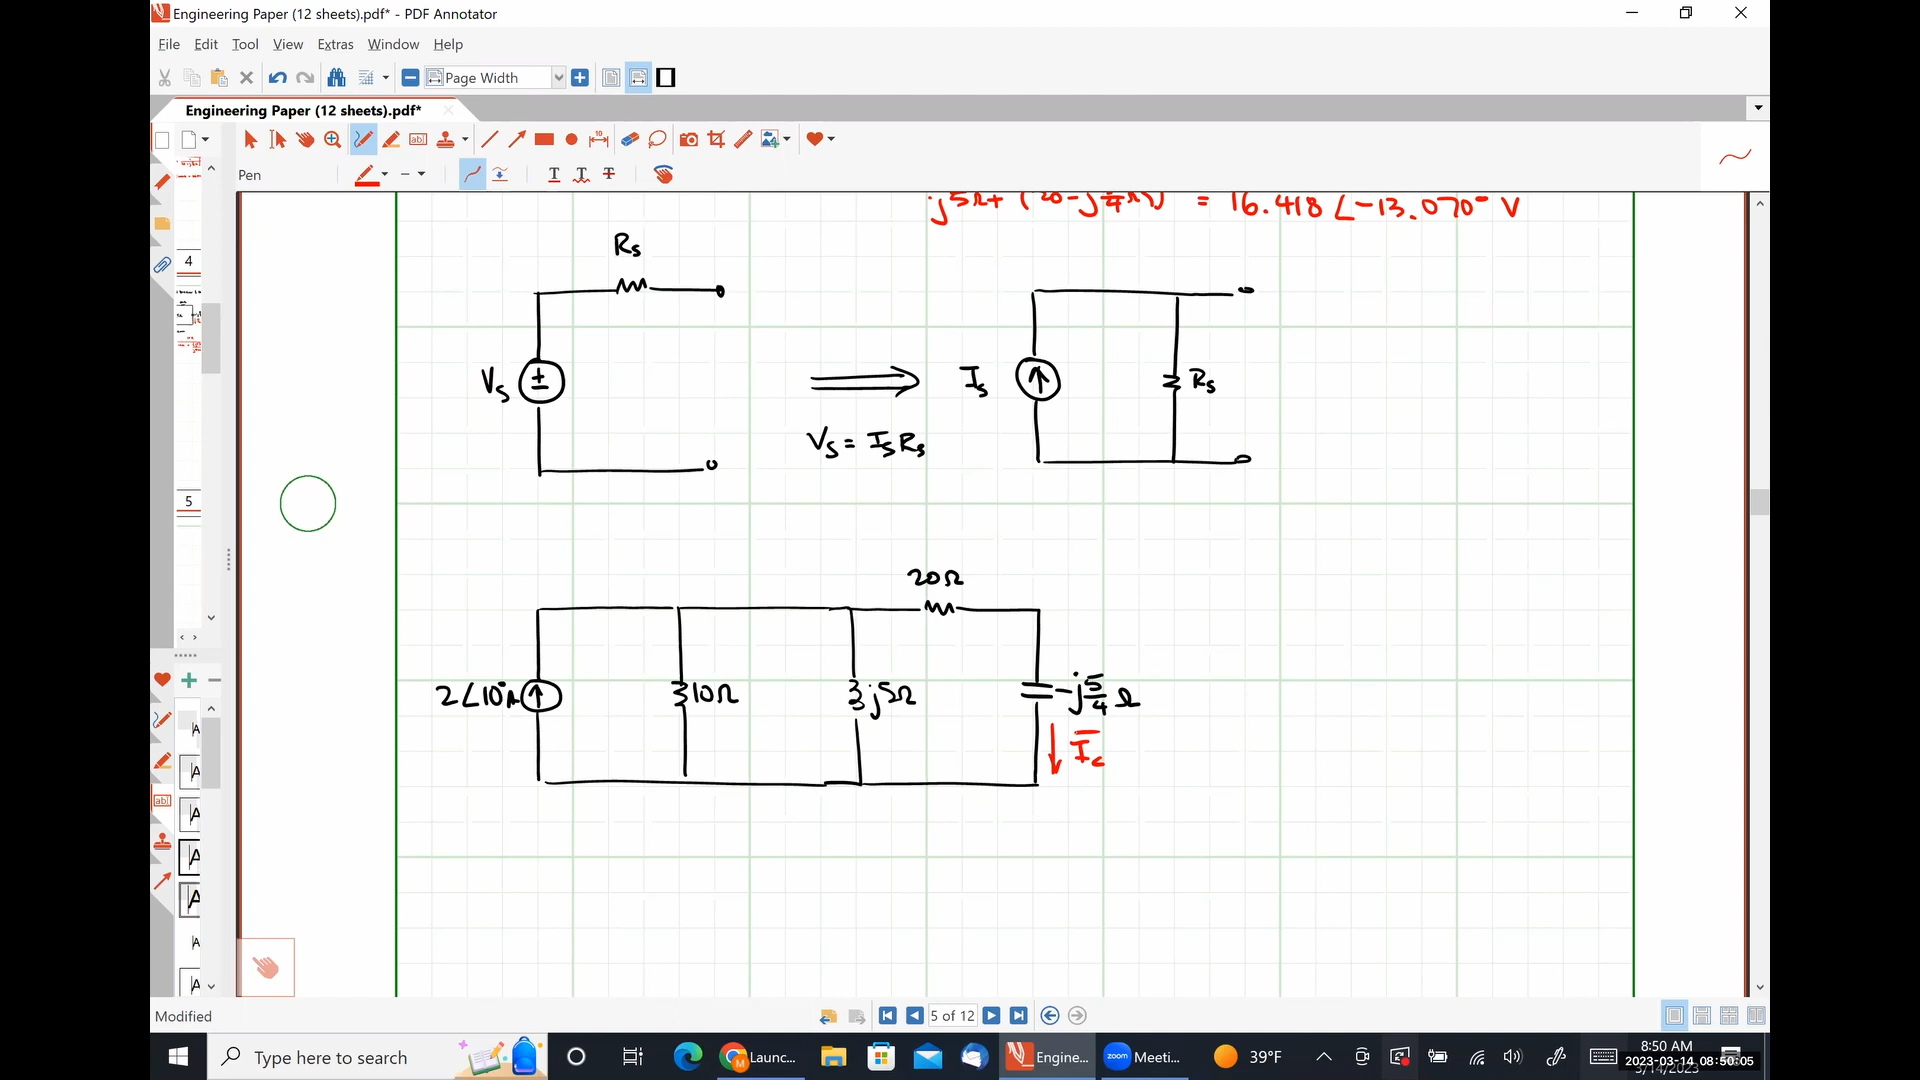 Engineering Paper (12 sheets).pdf* - PDF Annotator
File Edit Tool View Extras Window Help
Page Width
Engineering Paper (12 sheets).pdf*
Pen
4
5
= 16.418 ∠-13.070° V
Rs
Vs
Vs = Is Rs
Is
Rs
20Ω
2∠10°A
10Ω
j5Ω
-j5/4 Ω
Ic
Modified
5 of 12
Type here to search
Launc...
Engine...
zoom
Meeti...
39°F
8:50 AM
2023-03-14 08:50:05